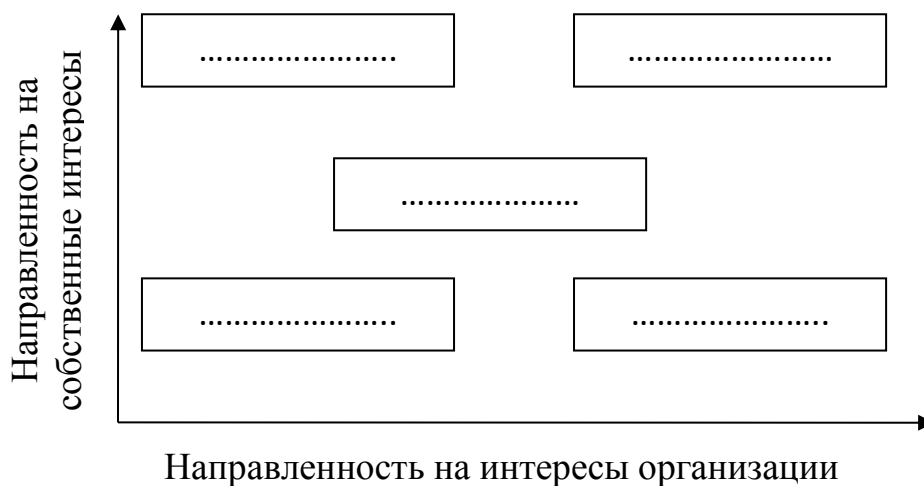 Направленность на
собственные интересы
…………………..
……………………
…………………
…………………..
…………………..
Направленность на интересы организации